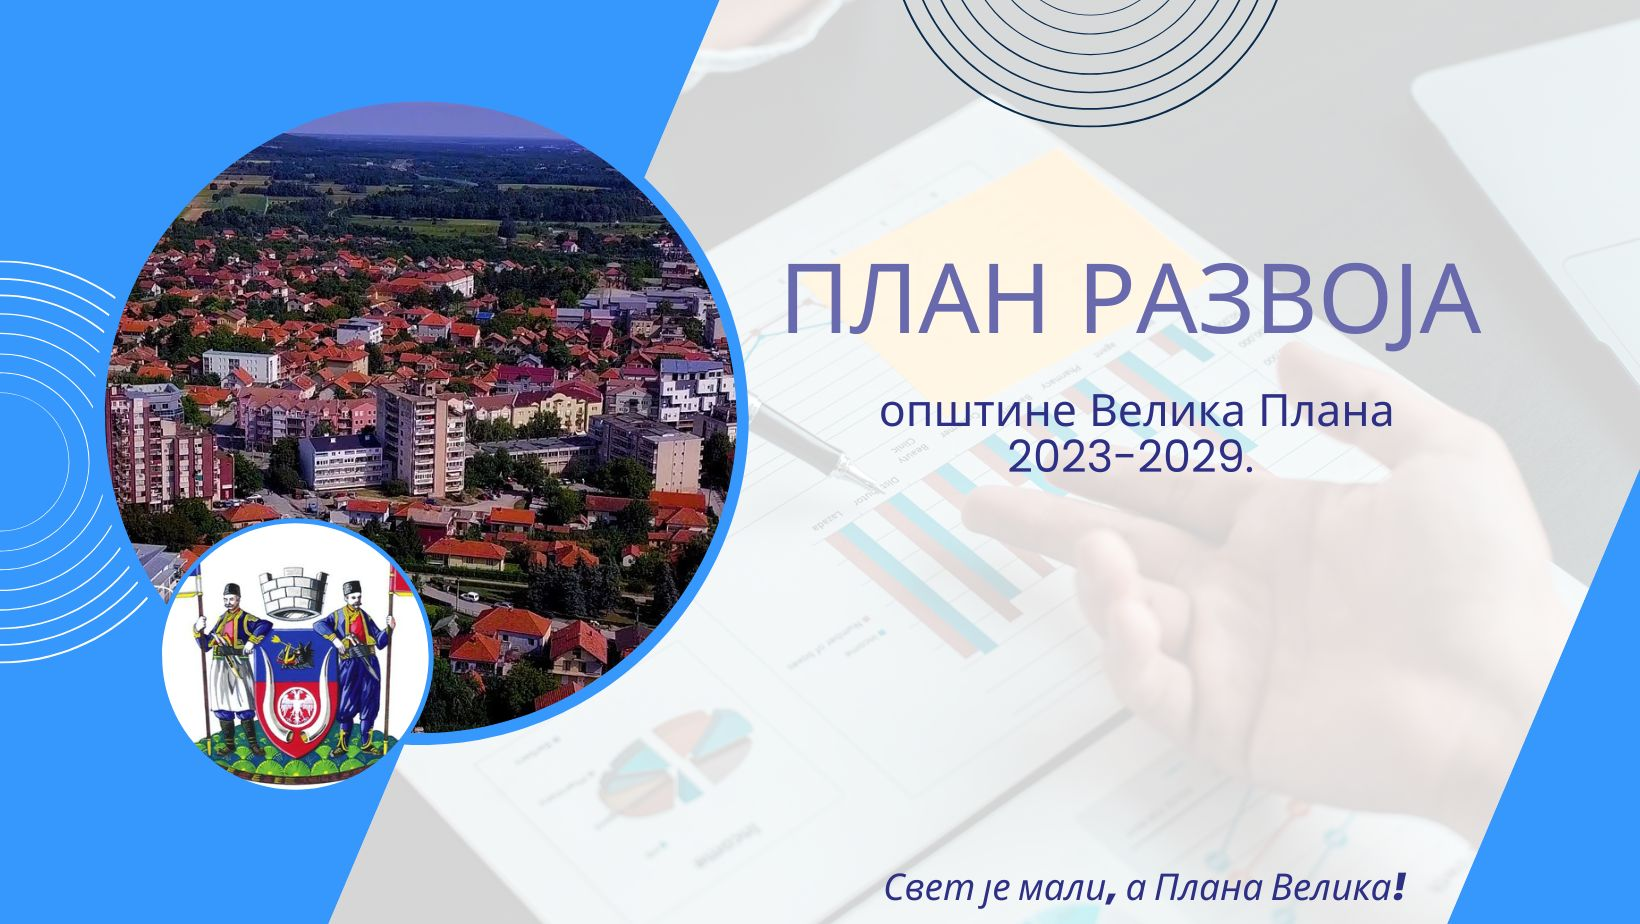 ПЛАН РАЗВОЈА
општине Велика Плана
2023-2029.
Свет је мали, а Плана Велика!